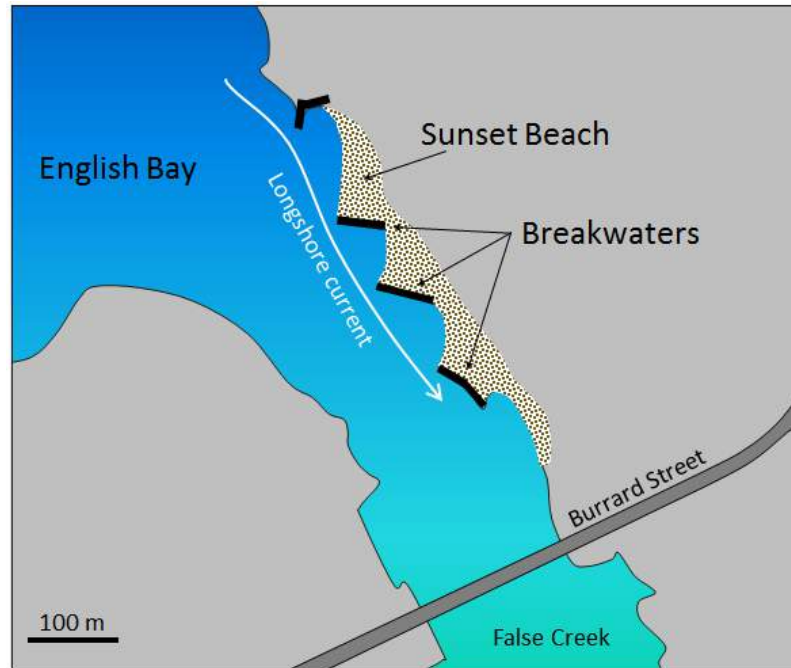 Sunset Beach
English Bay
Breakwaters
Longshore current
Burrard Street
100 m
False Creek